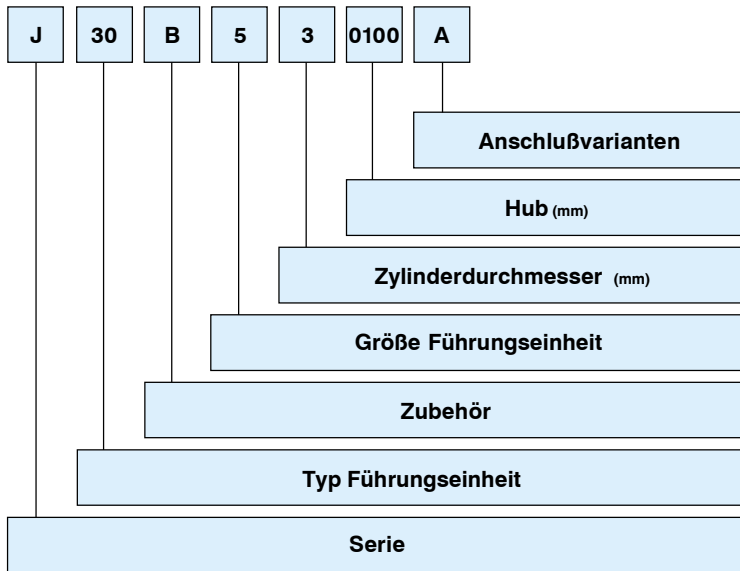 J 30 B 5 3 0100 A
Anschlußvarianten
Hub (mm)
Zylinderdurchmesser (mm)
Größe Führungseinheit
Zubehör
Typ Führungseinheit
Serie